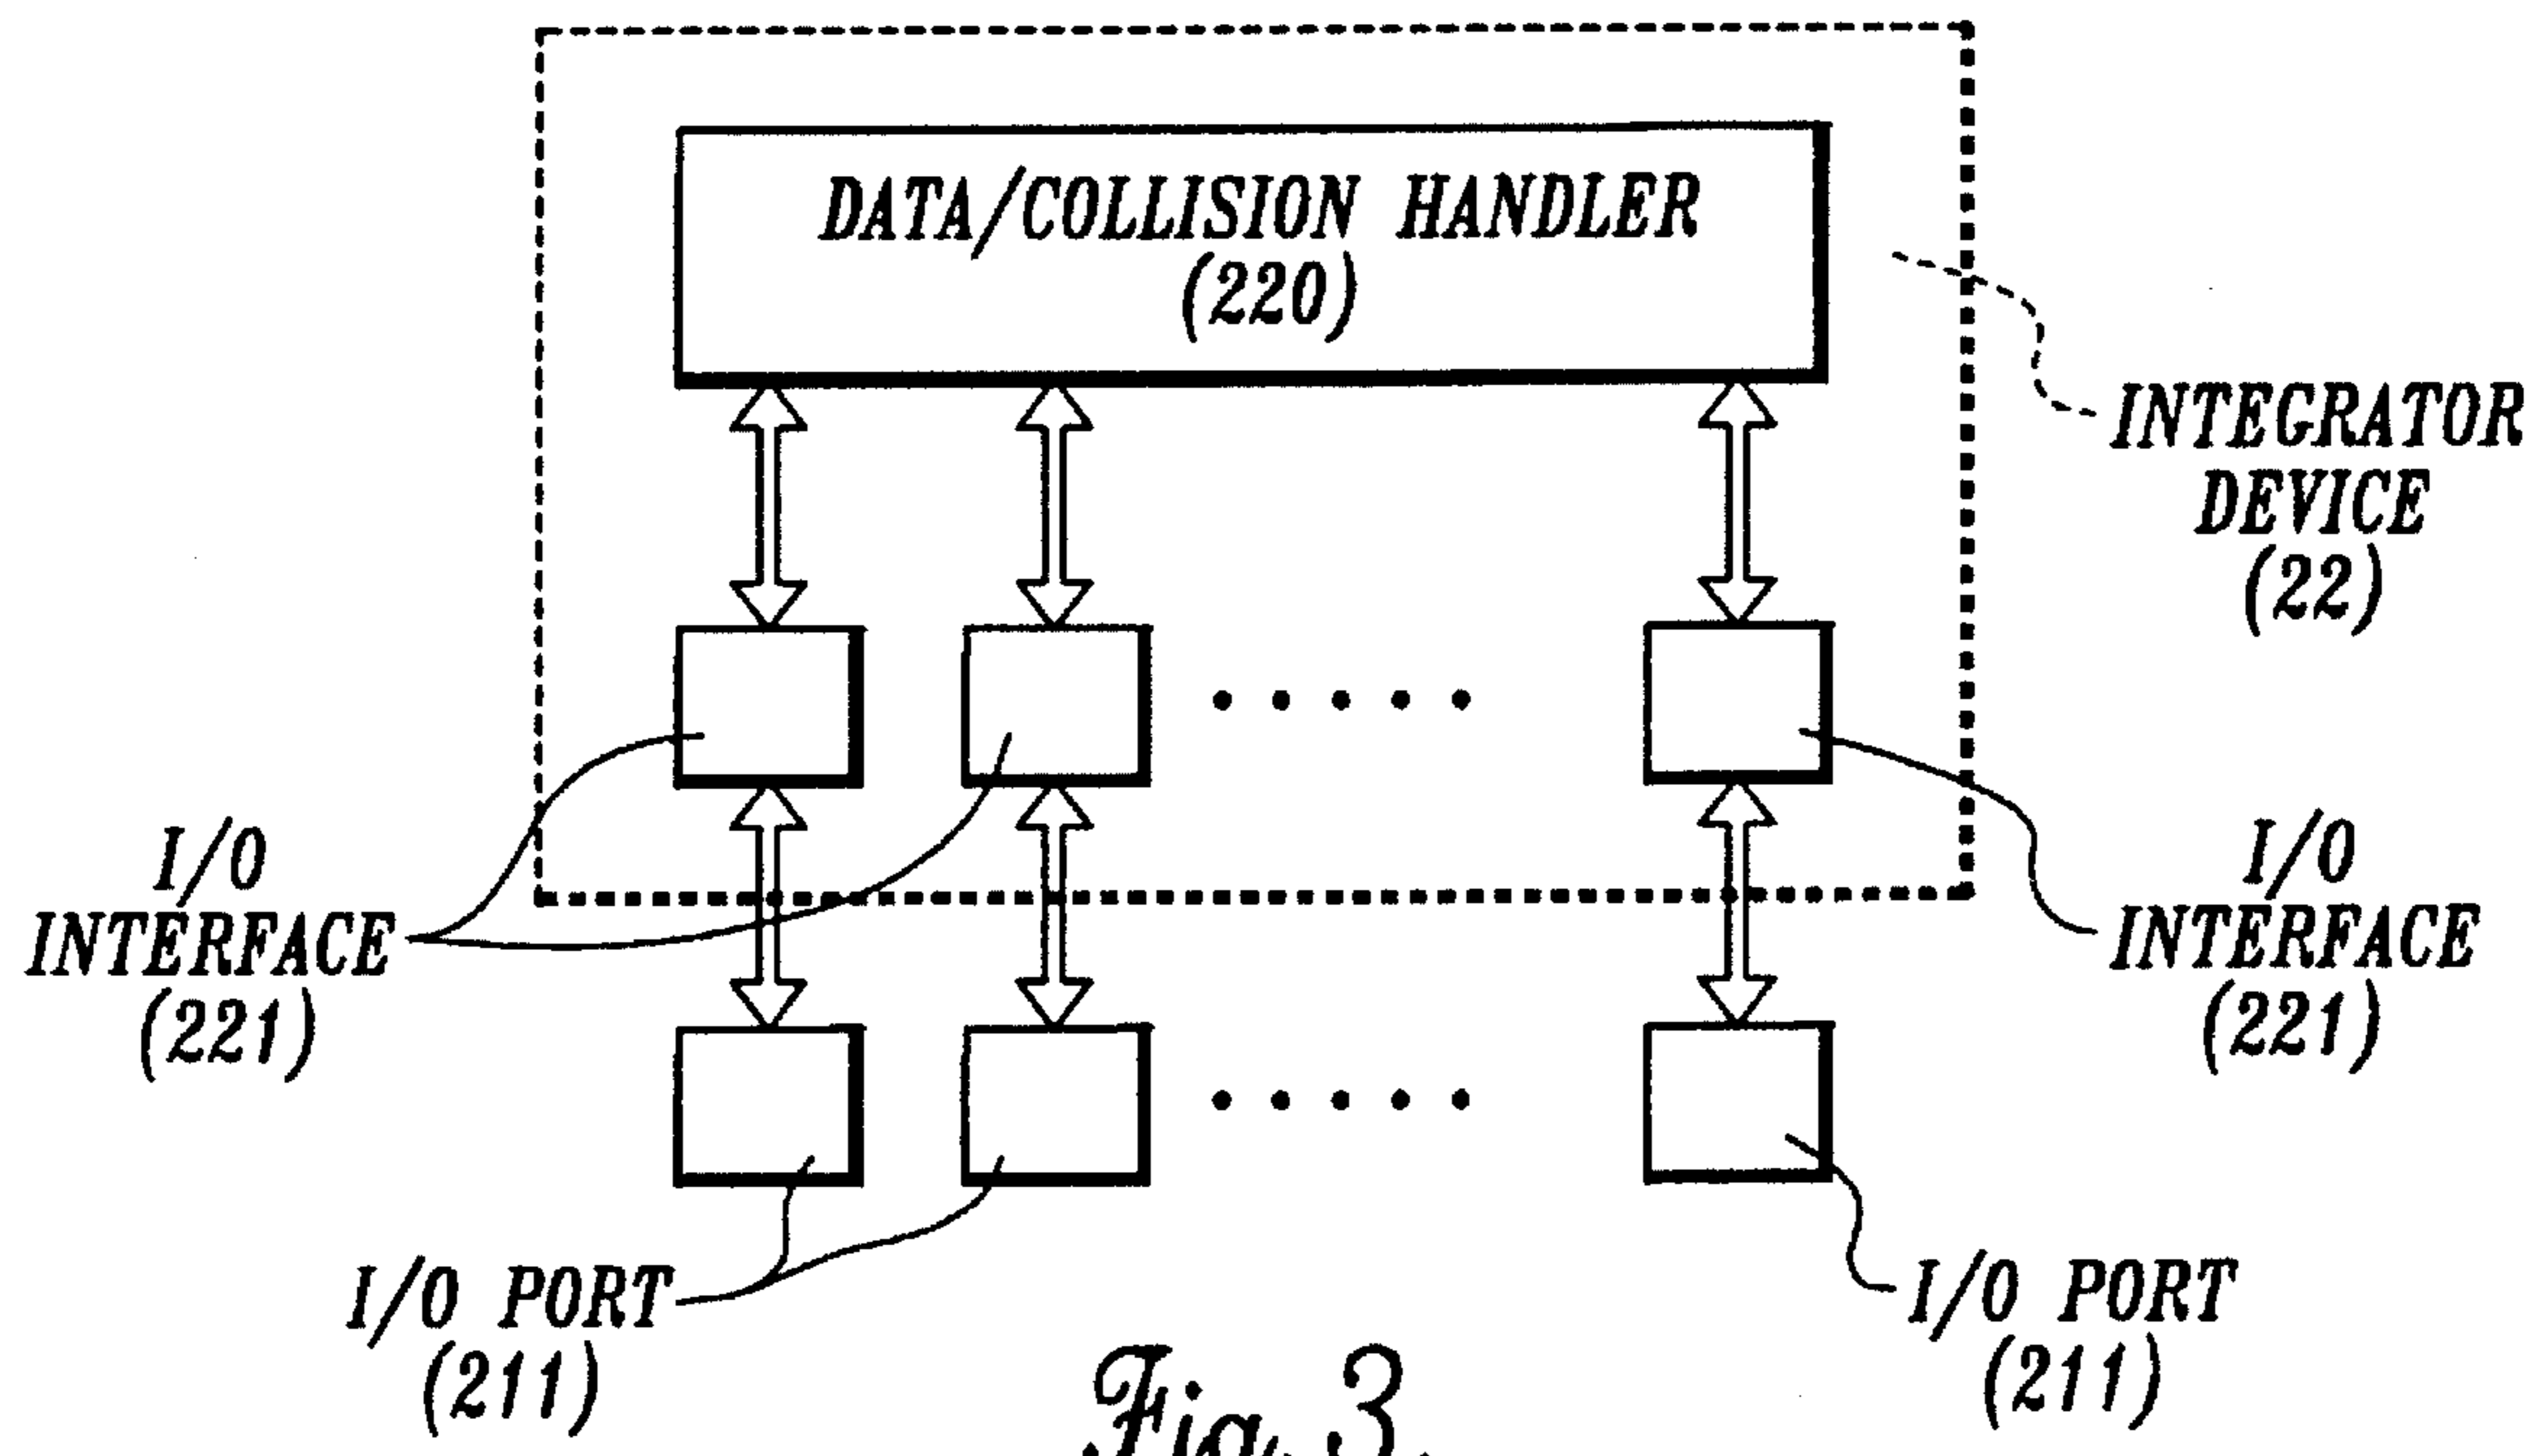 DATA/COLLISION HANDLER
(220)
INTEGRATOR
DEVICE
(22)
I/O
INTERFACE
(221)
I/O
INTERFACE
(221)
I/O PORT
(211)
I/O PORT
(211)
Fig. 3.